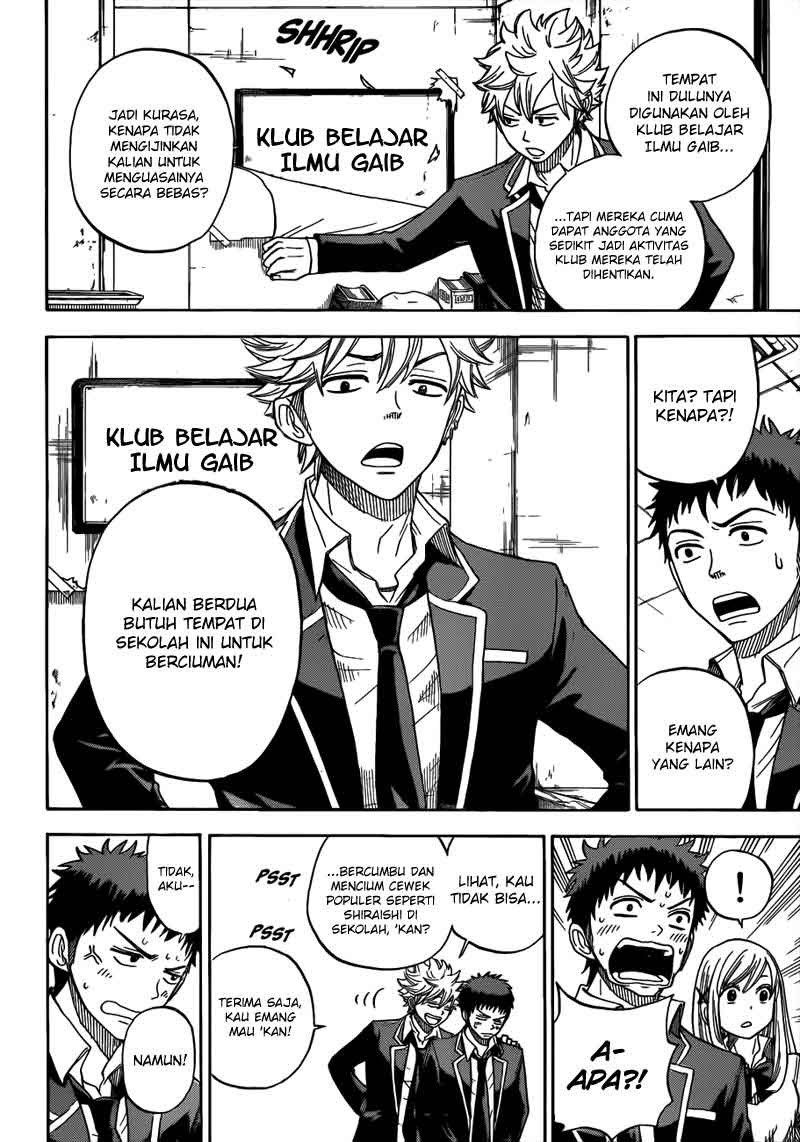 SHHRIP
TEMPAT
INI DULUNYA
DIGUNAKAN OLEH
KLUB BELAJAR
ILMU GAIB...
...TAPI MEREKA CUMA
DAPAT ANGGOTA YANG
SEDIKIT JADI AKTIVITAS
KLUB MEREKA TELAH
DIHENTIKAN.
KLUB BELAJAR
ILMU GAIB
JADI KURASA,
KENAPA TIDAK
MENGIJINKAN
KALIAN UNTUK
MENGUASAINYA
SECARA BEBAS?
KITA? TAPI
KENAPA?!
EMANG
KENAPA
YANG LAIN?
KLUB BELAJAR
ILMU GAIB
KALIAN BERDUA
BUTUH TEMPAT DI
SEKOLAH INI UNTUK
BERCIUMAN!
!
A-
APA?!
LIHAT, KAU
TIDAK BISA...
...BERCUMBU DAN
MENCIUM CEWEK
POPULER SEPERTI
SHIRAISHI DI
SEKOLAH, 'KAN?
PSST
PSST
TERIMA SAJA,
KAU EMANG
MAU 'KAN!
TIDAK,
AKU--
NAMUN!